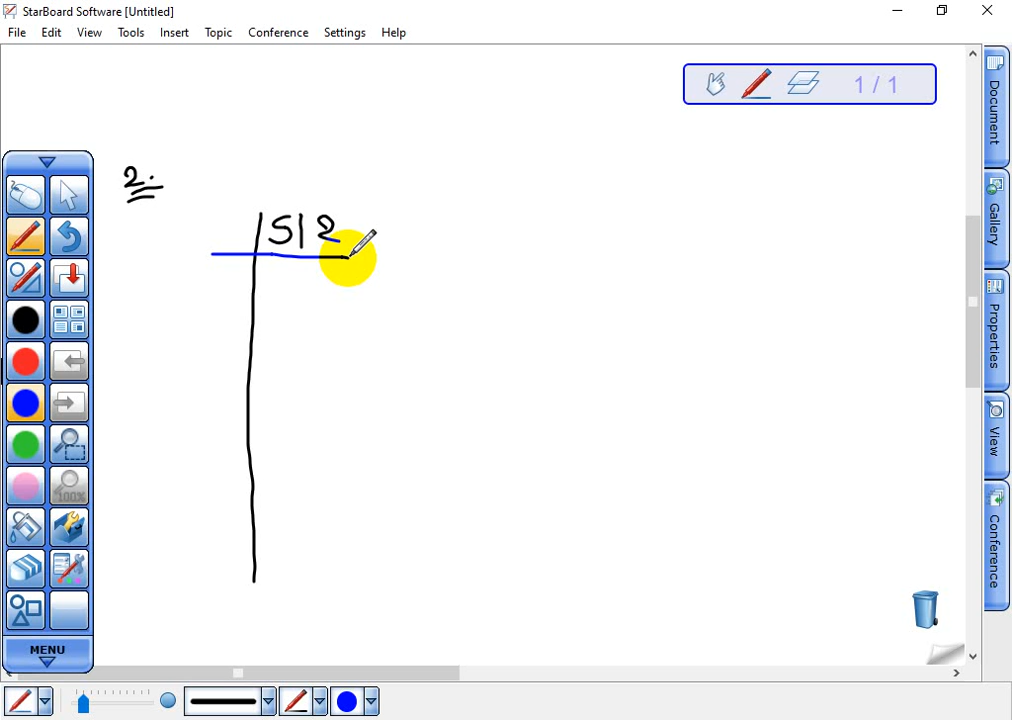 StarBoard Software [Untitled]
File Edit View Tools Insert Topic Conference Settings Help
1 / 1
Document
Gallery
Properties
View
Conference
2.
512
100%
MENU